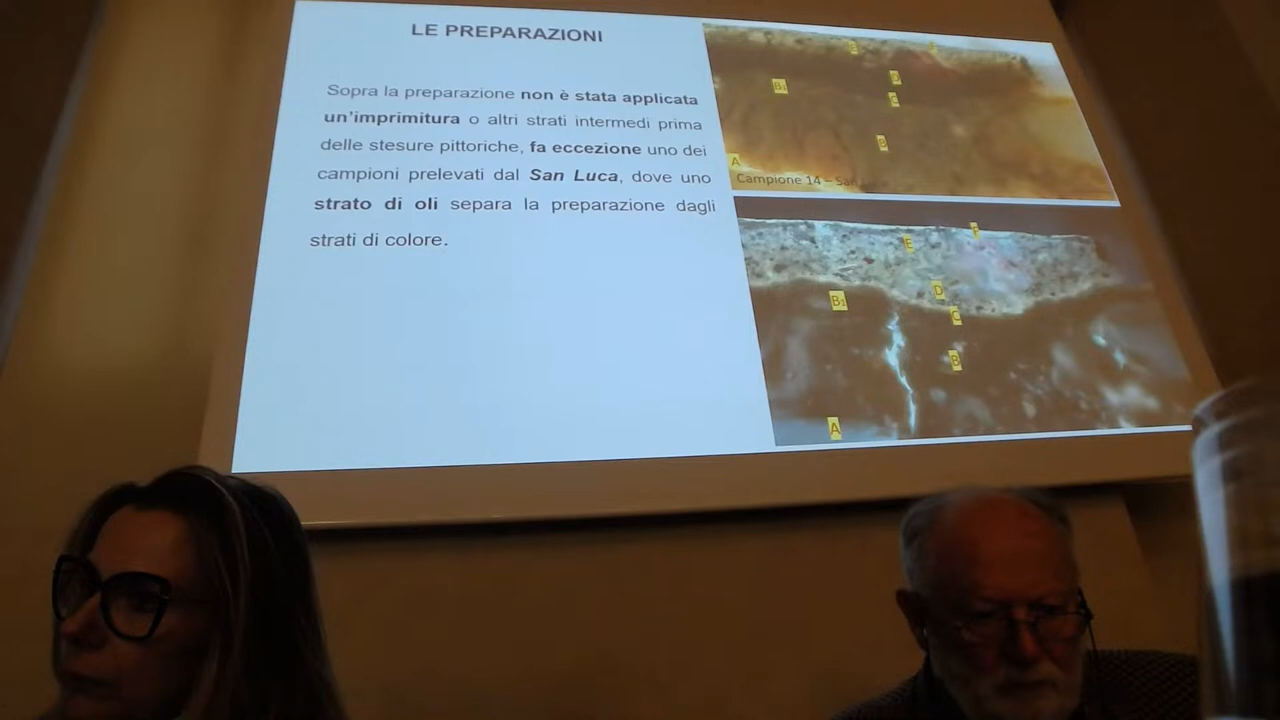 LE PREPARAZIONI
Sopra la preparazione non è stata applicata
un'imprimitura o altri strati intermedi prima
delle stesure pittoriche, fa eccezione uno dei
campioni prelevati dal San Luca, dove uno
strato di oli separa la preparazione dagli
strati di colore.
E F
D
B₁
C
B
A
Campione 14 –
F
E
D
B₁
C
B
A